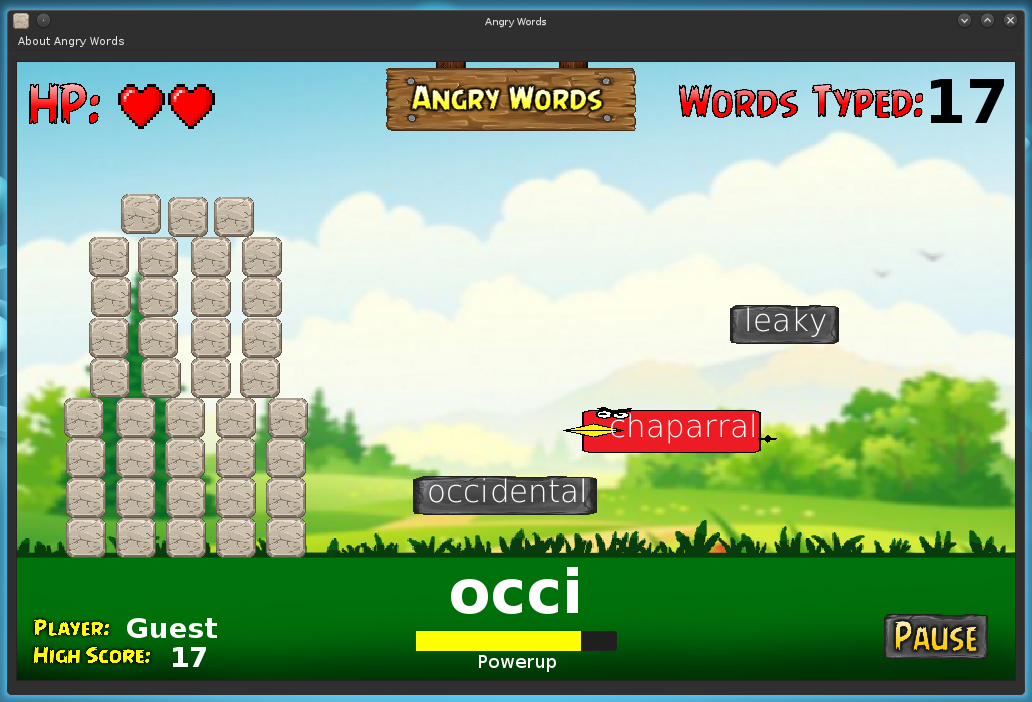 Angry Words
About Angry Words
HP:
Angry Words
Words Typed: 17
leaky
chaparral
occidental
occi
Player: Guest
High Score: 17
Powerup
Pause